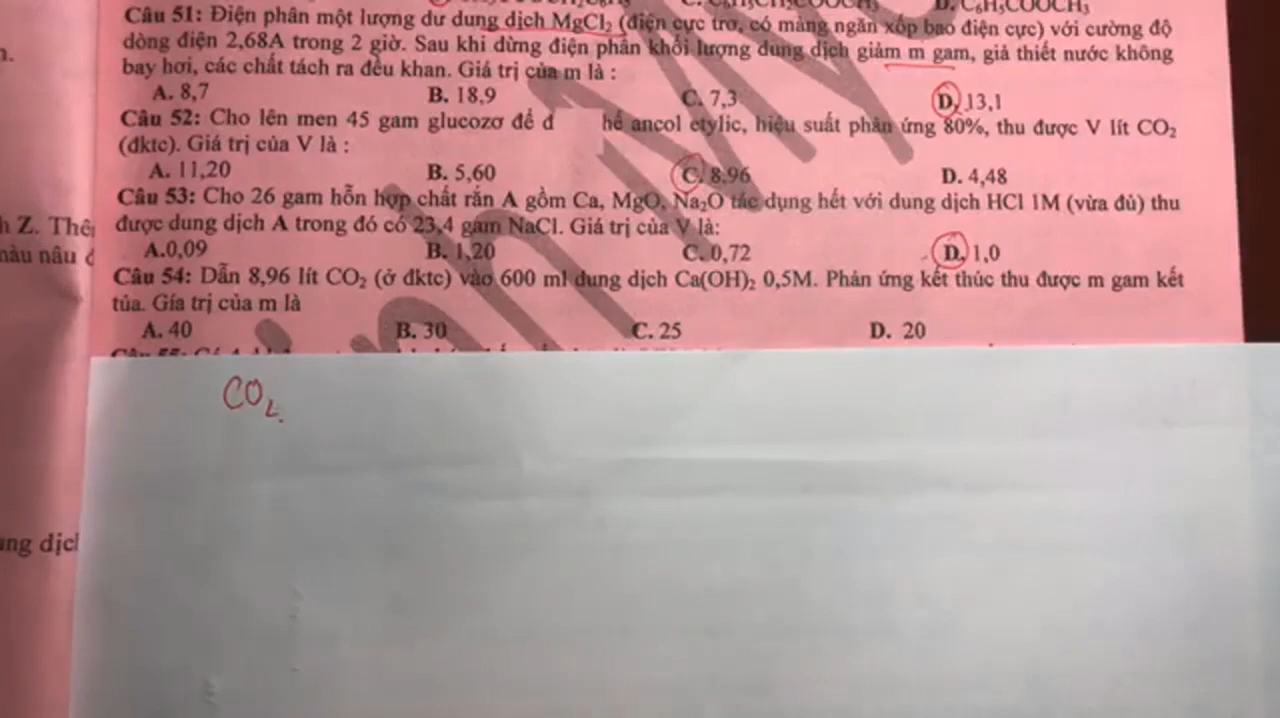 D. C₆H₅COOCH₃
Câu 51: Điện phân một lượng dư dung dịch MgCl₂ (điện cực trơ, có màng ngăn xốp bao điện cực) với cường độ
dòng điện 2,68A trong 2 giờ. Sau khi dừng điện phân khối lượng dung dịch giảm m gam, giả thiết nước không
bay hơi, các chất tách ra đều khan. Giá trị của m là :
A. 8,7 B. 18,9 C. 7,3 D. 13,1
Câu 52: Cho lên men 45 gam glucozơ để đ hế ancol etylic, hiệu suất phản ứng 80%, thu được V lít CO₂
(đktc). Giá trị của V là :
A. 11,20 B. 5,60 C. 8,96 D. 4,48
Câu 53: Cho 26 gam hỗn hợp chất rắn A gồm Ca, MgO, Na₂O tác dụng hết với dung dịch HCl 1M (vừa đủ) thu
h Z. Thê được dung dịch A trong đó có 23,4 gam NaCl. Giá trị của V là:
màu nâu đ A.0,09 B. 1,20 C. 0,72 D. 1,0
Câu 54: Dẫn 8,96 lít CO₂ (ở đktc) vào 600 ml dung dịch Ca(OH)₂ 0,5M. Phản ứng kết thúc thu được m gam kết
tủa. Gía trị của m là
A. 40 B. 30 C. 25 D. 20
CO₂
ung dịch